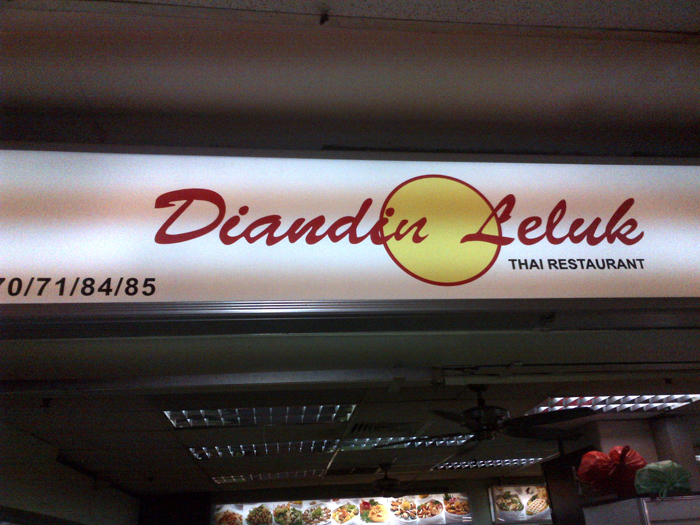 Diandin Leluk
THAI RESTAURANT
70/71/84/85